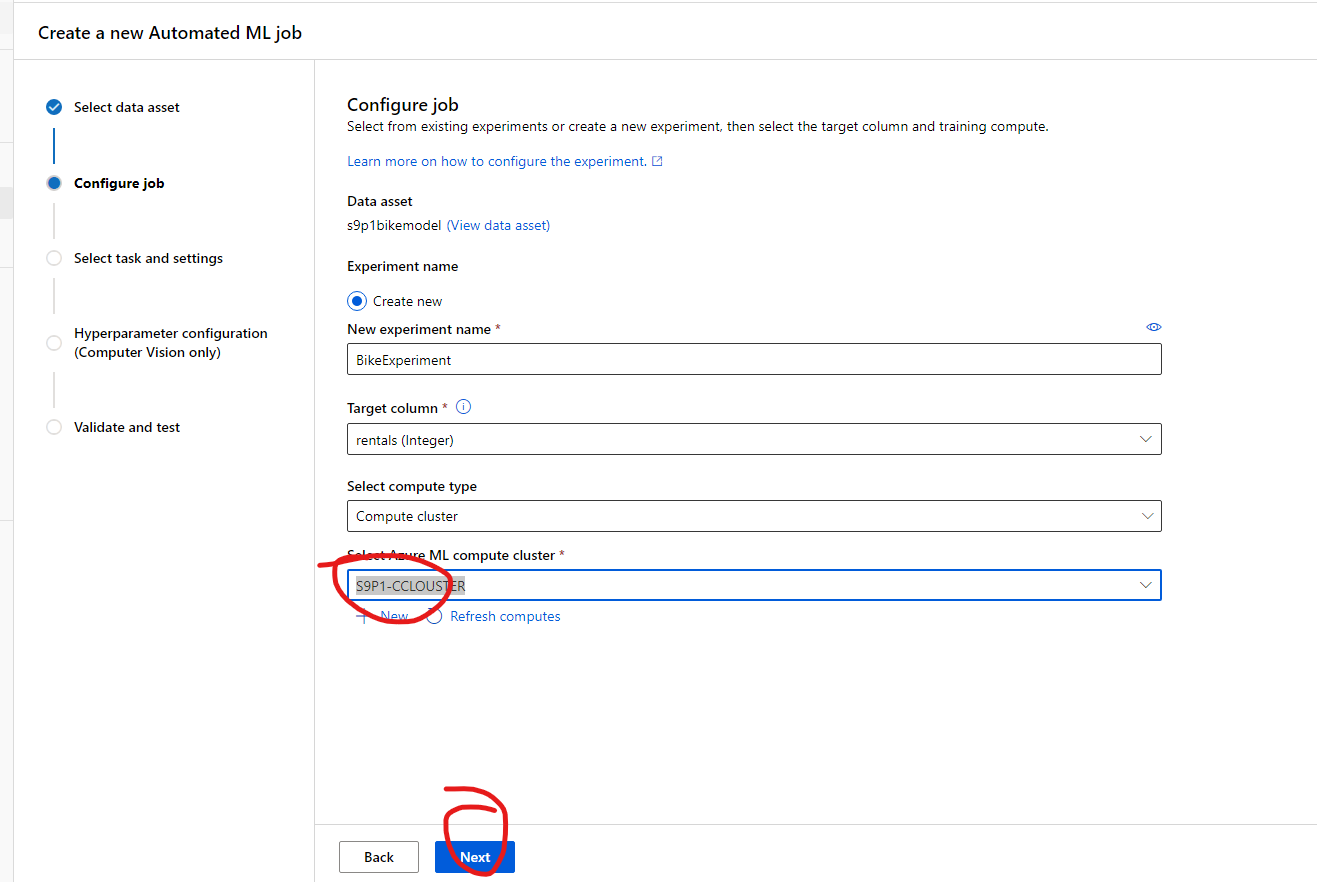 Create a new Automated ML job
Select data asset
Configure job
Select task and settings
Hyperparameter configuration
(Computer Vision only)
Validate and test
Configure job
Select from existing experiments or create a new experiment, then select the target column and training compute.
Learn more on how to configure the experiment.
Data asset
s9p1bikemodel (View data asset)
Experiment name
Create new
New experiment name *
BikeExperiment
Target column *
rentals (Integer)
Select compute type
Compute cluster
Select Azure ML compute cluster *
S9P1-CCLOUSTER
New Refresh computes
Back Next